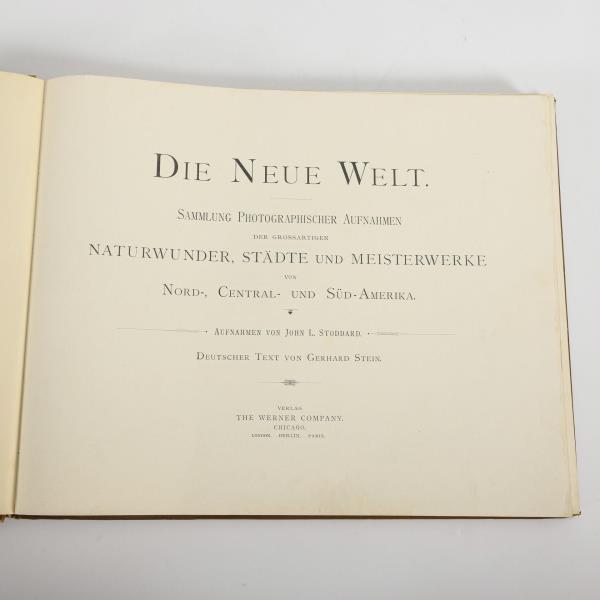 Die Neue Welt.
Sammlung Photographischer Aufnahmen
der grossartigen
Naturwunder, Städte und Meisterwerke
von
Nord-, Central- und Süd-Amerika.
Aufnahmen von John L. Stoddard.
Deutscher Text von Gerhard Stein.
VERLAG
THE WERNER COMPANY.
CHICAGO.
LONDON. BERLIN. PARIS.